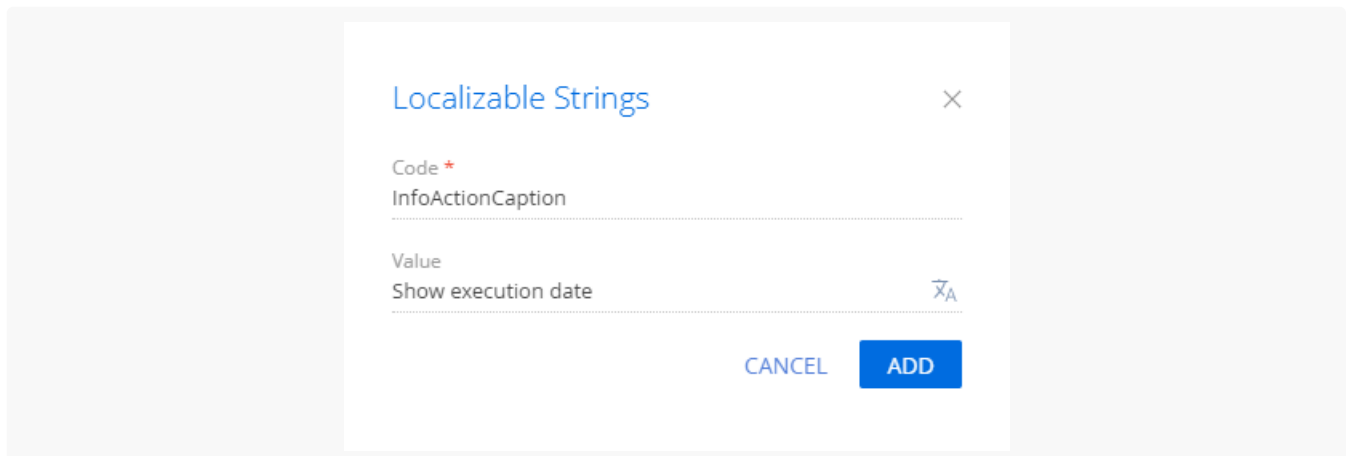 Localizable Strings
Code *
InfoActionCaption
Value
Show execution date
CANCEL ADD